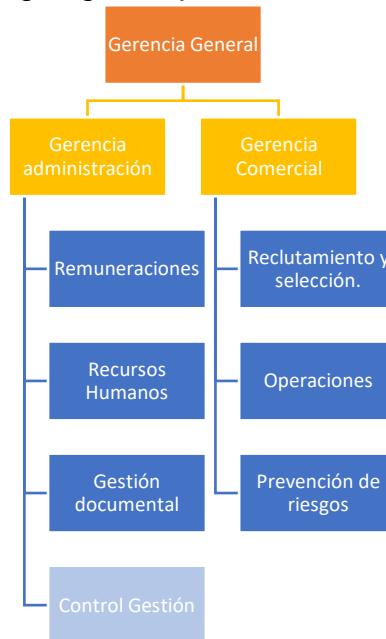 Gerencia General
Gerencia
administración
Gerencia
Comercial
Remuneraciones
Recursos
Humanos
Gestión
documental
Control Gestión
Reclutamiento y
selección.
Operaciones
Prevención de
riesgos